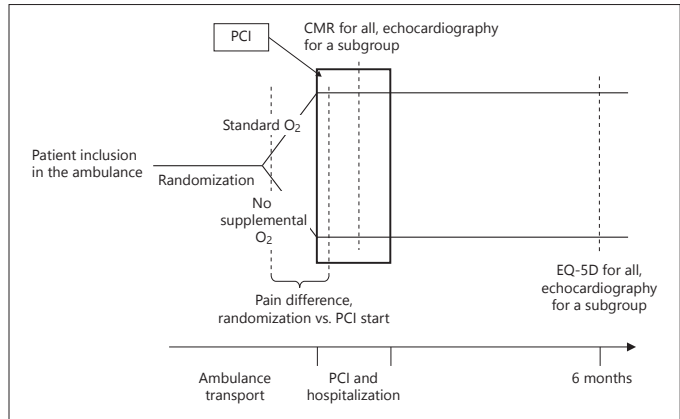 PCI
CMR for all, echocardiography
for a subgroup
Standard O₂
Patient inclusion
in the ambulance
Randomization
No
supplemental
O₂
EQ-5D for all,
echocardiography
for a subgroup
Pain difference,
randomization vs. PCI start
Ambulance
transport
PCI and
hospitalization
6 months